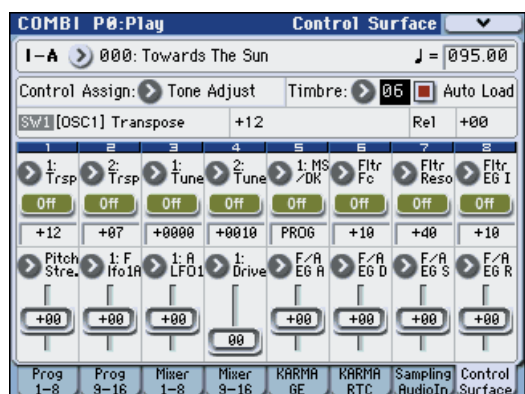 COMBI P0:Play Control Surface
I-A 000: Towards The Sun ♩= 095.00
Control Assign: Tone Adjust Timbre: 06 Auto Load
SW1 [OSC1] Transpose +12 Rel +00
1 2 3 4 5 6 7 8
1: Trsp 2: Trsp 1: Tune 2: Tune 1: MS /DK Fltr Fc Fltr Reso Fltr EG I
Off Off Off Off Off Off Off Off
+12 +07 +0000 +0010 PROG +10 +40 +10
Pitch Stre. 1: F lfo1A 1: A LFO1 1: Drive F/A EG A F/A EG D F/A EG S F/A EG R
+00 +00 +00 00 +00 +00 +00 +00
Prog 1-8 Prog 9-16 Mixer 1-8 Mixer 9-16 KARMA GE KARMA RTC Sampling AudioIn Control Surface